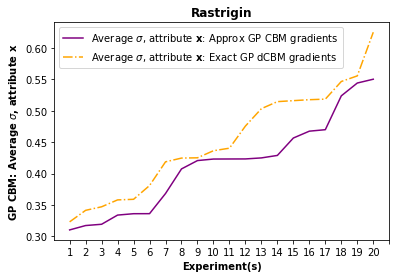 Rastrigin
Average σ, attribute x: Approx GP CBM gradients
Average σ, attribute x: Exact GP dCBM gradients
GP CBM: Average σ, attribute x
0.60
0.55
0.50
0.45
0.40
0.35
0.30
1 2 3 4 5 6 7 8 9 10 11 12 13 14 15 16 17 18 19 20
Experiment(s)